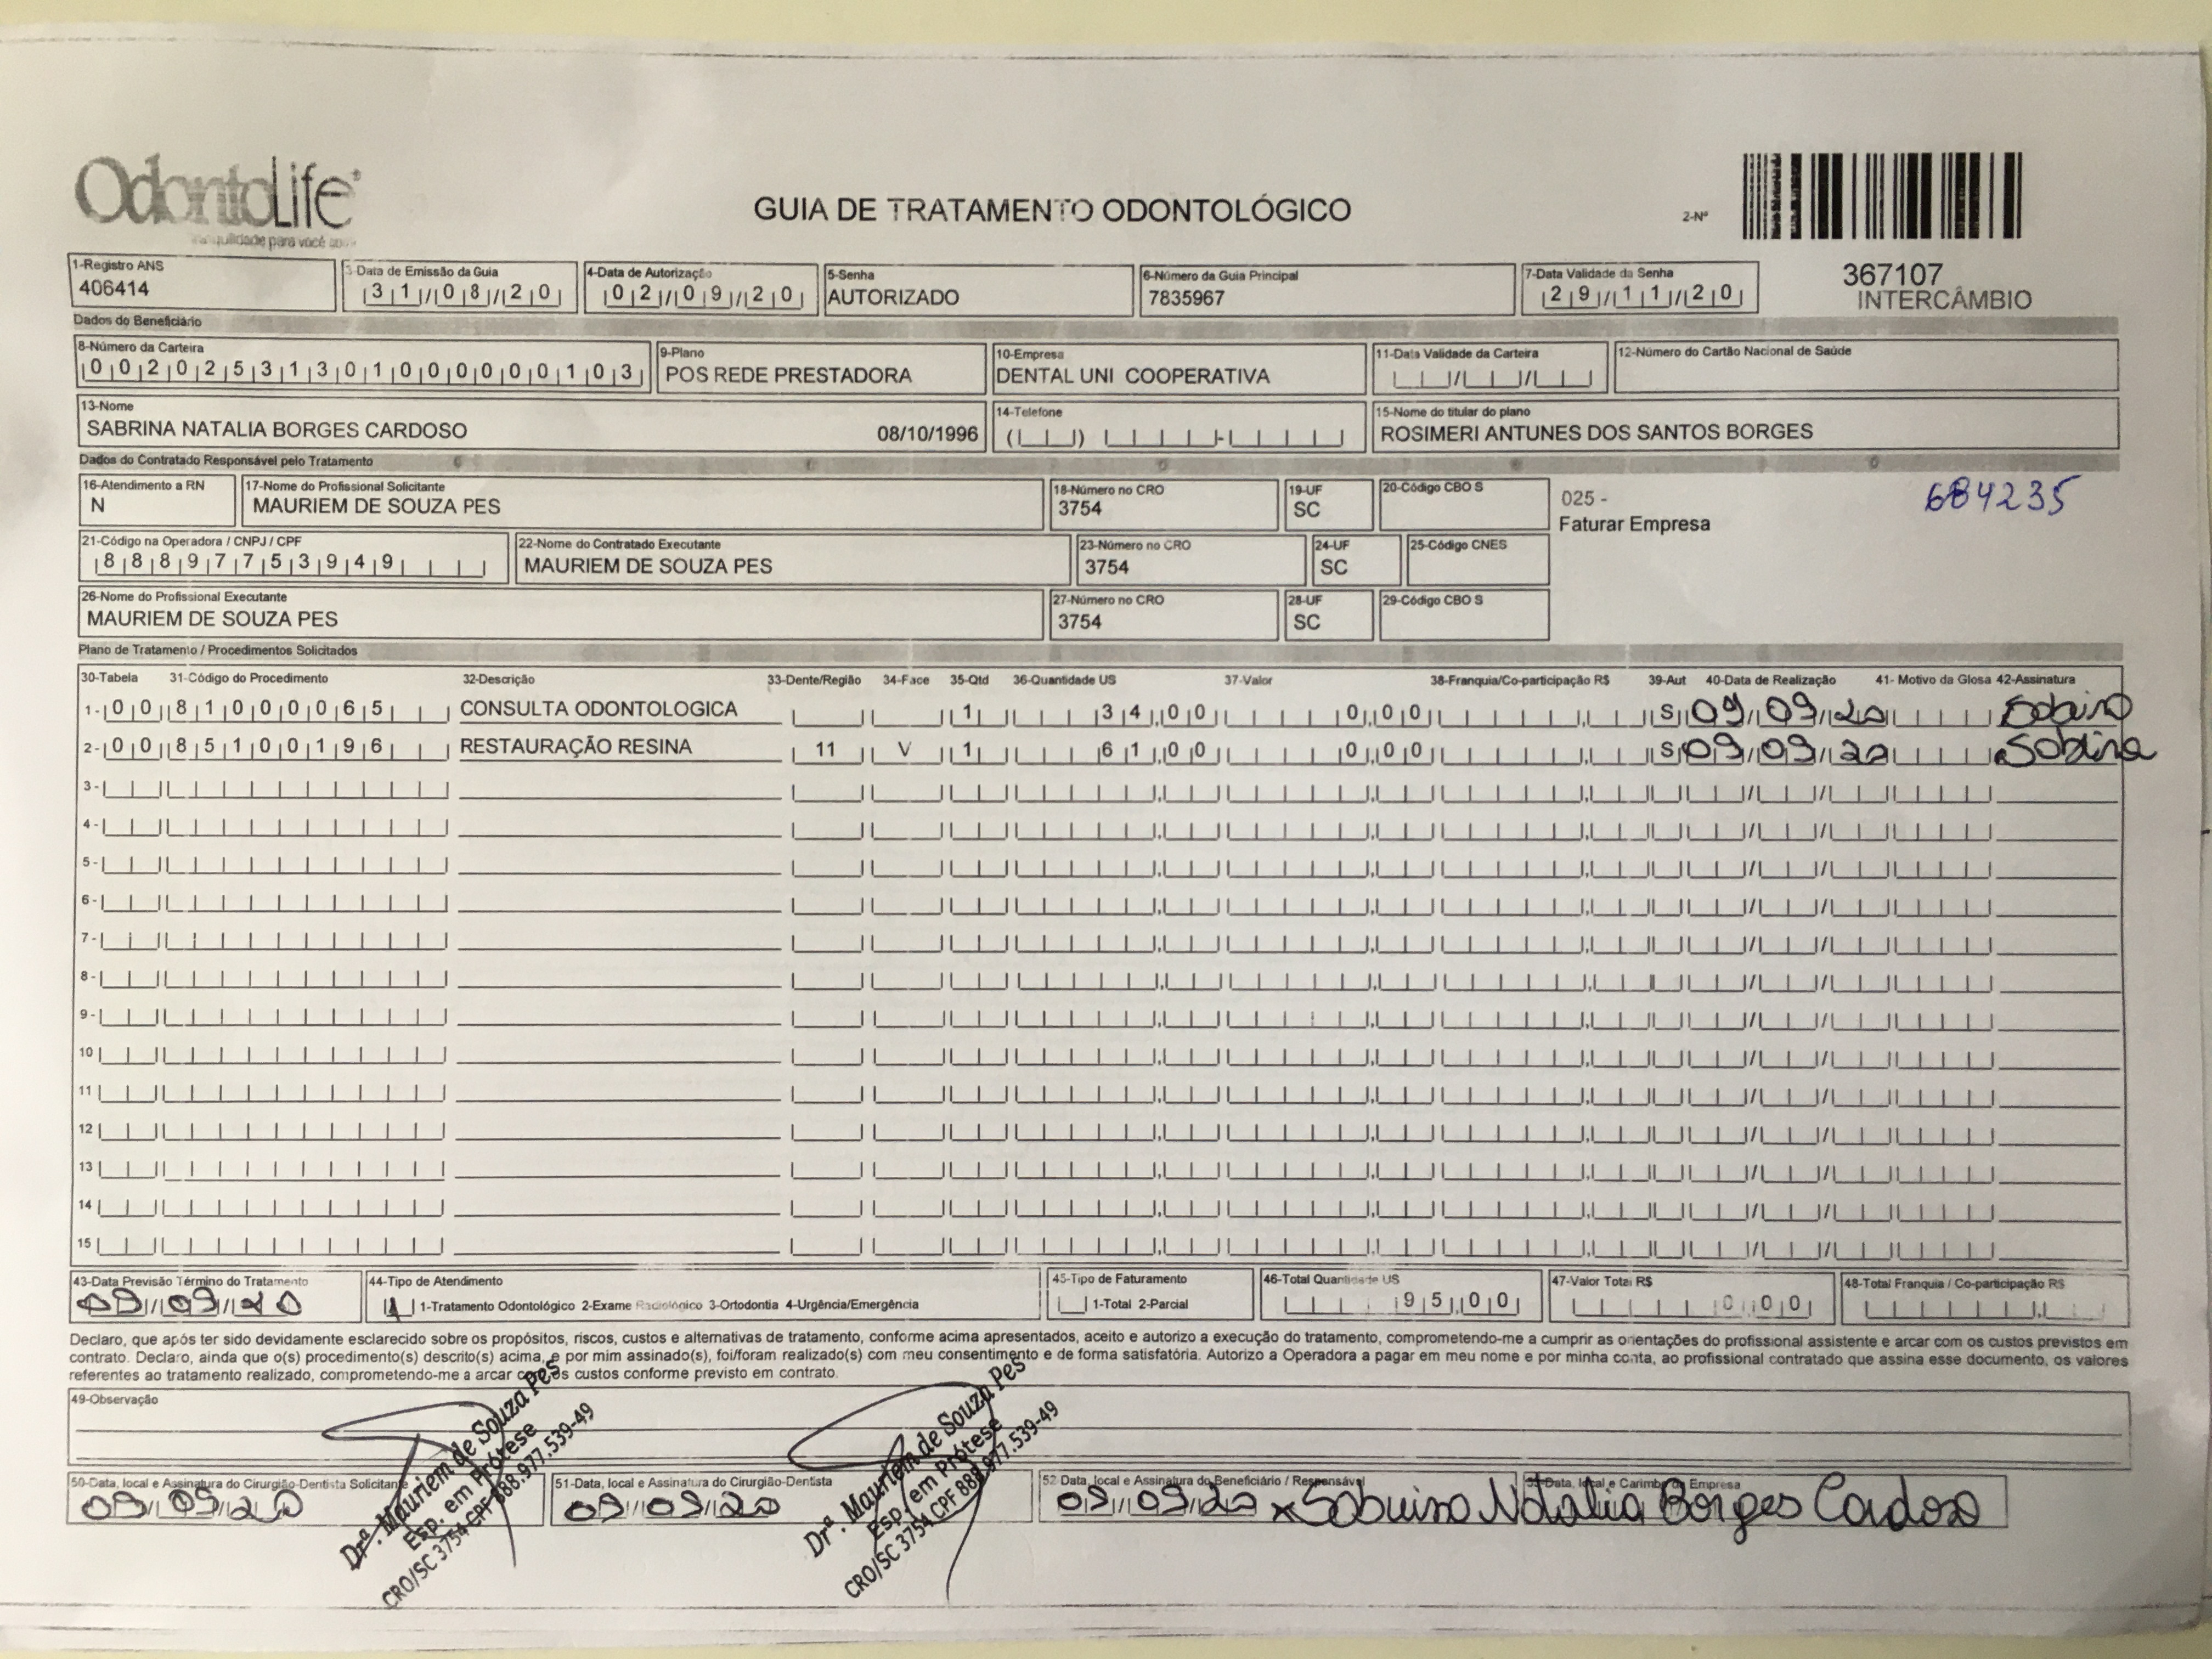 OdontoLife
tranquilidade para você
GUIA DE TRATAMENTO ODONTOLÓGICO
2-Nº
367107
INTERCÂMBIO
1-Registro ANS
406414
3-Data de Emissão da Guia
31/08/20
4-Data de Autorização
02/09/20
5-Senha
AUTORIZADO
6-Número da Guia Principal
7835967
7-Data Validade da Senha
29/11/20
Dados do Beneficiário
8-Número da Carteira
00202531301000000103
9-Plano
POS REDE PRESTADORA
10-Empresa
DENTAL UNI COOPERATIVA
11-Data Validade da Carteira
12-Número do Cartão Nacional de Saúde
13-Nome
SABRINA NATALIA BORGES CARDOSO 08/10/1996
14-Telefone
15-Nome do titular do plano
ROSIMERI ANTUNES DOS SANTOS BORGES
Dados do Contratado Responsável pelo Tratamento
16-Atendimento a RN
N
17-Nome do Profissional Solicitante
MAURIEM DE SOUZA PES
18-Número no CRO
3754
19-UF
SC
20-Código CBO S
025 -
Faturar Empresa
684235
21-Código na Operadora / CNPJ / CPF
88897753949
22-Nome do Contratado Executante
MAURIEM DE SOUZA PES
23-Número no CRO
3754
24-UF
SC
25-Código CNES
26-Nome do Profissional Executante
MAURIEM DE SOUZA PES
27-Número no CRO
3754
28-UF
SC
29-Código CBO S
Plano de Tratamento / Procedimentos Solicitados
30-Tabela 31-Código do Procedimento 32-Descrição 33-Dente/Região 34-Face 35-Qtd 36-Quantidade US 37-Valor 38-Franquia/Co-participação R$ 39-Aut 40-Data de Realização 41- Motivo da Glosa 42-Assinatura
1- 00 81000065 CONSULTA ODONTOLOGICA 1 34,00 0,00 S 09/09/20 Sabrina
2- 00 85100196 RESTAURAÇÃO RESINA 11 V 1 61,00 0,00 S 09/09/20 Sabrina
3-
4-
5-
6-
7-
8-
9-
10
11
12
13
14
15
43-Data Previsão Término do Tratamento
09/09/20
44-Tipo de Atendimento
1 1-Tratamento Odontológico 2-Exame Radiológico 3-Ortodontia 4-Urgência/Emergência
45-Tipo de Faturamento
1-Total 2-Parcial
46-Total Quantidade US
95,00
47-Valor Total R$
0,00
48-Total Franquia / Co-participação R$
Declaro, que após ter sido devidamente esclarecido sobre os propósitos, riscos, custos e alternativas de tratamento, conforme acima apresentados, aceito e autorizo a execução do tratamento, comprometendo-me a cumprir as orientações do profissional assistente e arcar com os custos previstos em
contrato. Declaro, ainda que o(s) procedimento(s) descrito(s) acima, e por mim assinado(s), foi/foram realizado(s) com meu consentimento e de forma satisfatória. Autorizo a Operadora a pagar em meu nome e por minha conta, ao profissional contratado que assina esse documento, os valores
referentes ao tratamento realizado, comprometendo-me a arcar com os custos conforme previsto em contrato.
49-Observação
50-Data, local e Assinatura do Cirurgião-Dentista Solicitante
09/09/20
Drª. Mauriem de Souza Pes
Esp. em Prótese
CRO/SC 3754 CPF 888.977.539-49
51-Data, local e Assinatura do Cirurgião-Dentista
09/09/20
Drª. Mauriem de Souza Pes
Esp. em Prótese
CRO/SC 3754 CPF 888.977.539-49
52 Data, local e Assinatura do Beneficiário / Responsável
09/09/20 x Sabrina Natalia Borges Cardoso
53-Data, local e Carimbo da Empresa